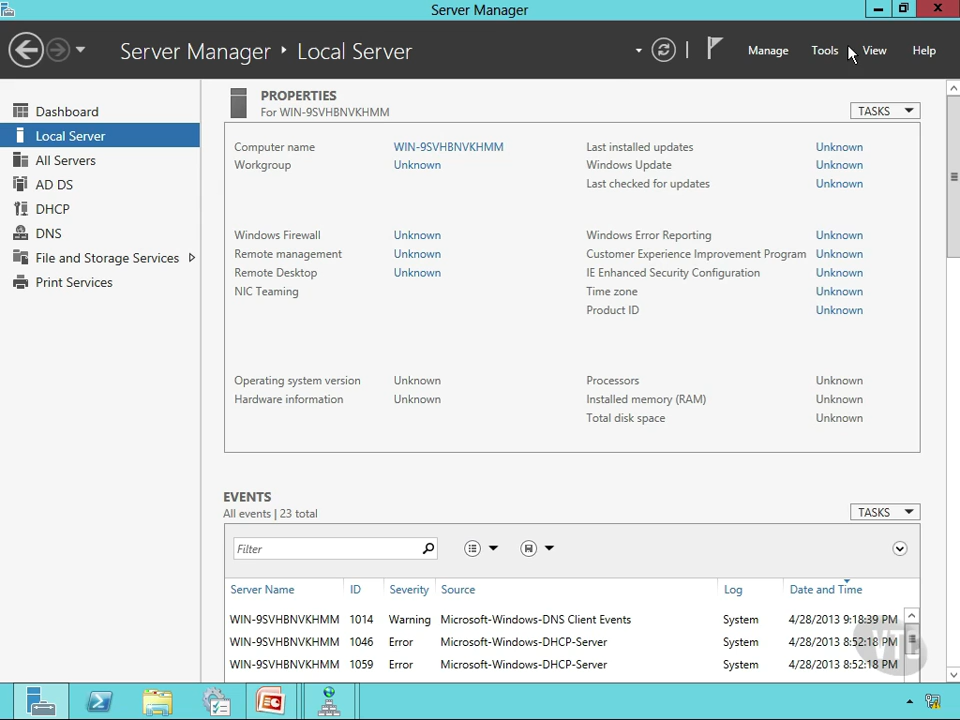 Server Manager
Server Manager ‣ Local Server
Manage Tools View Help
Dashboard
Local Server
All Servers
AD DS
DHCP
DNS
File and Storage Services
Print Services
PROPERTIES
For WIN-9SVHBNVKHMM
TASKS
Computer name WIN-9SVHBNVKHMM Last installed updates Unknown
Workgroup Unknown Windows Update Unknown
Last checked for updates Unknown
Windows Firewall Unknown Windows Error Reporting Unknown
Remote management Unknown Customer Experience Improvement Program Unknown
Remote Desktop Unknown IE Enhanced Security Configuration Unknown
NIC Teaming Time zone Unknown
Product ID Unknown
Operating system version Unknown Processors Unknown
Hardware information Unknown Installed memory (RAM) Unknown
Total disk space Unknown
EVENTS
All events | 23 total
TASKS
Filter
Server Name ID Severity Source Log Date and Time
WIN-9SVHBNVKHMM 1014 Warning Microsoft-Windows-DNS Client Events System 4/28/2013 9:18:39 PM
WIN-9SVHBNVKHMM 1046 Error Microsoft-Windows-DHCP-Server System 4/28/2013 8:52:18 PM
WIN-9SVHBNVKHMM 1059 Error Microsoft-Windows-DHCP-Server System 4/28/2013 8:52:18 PM
VTC